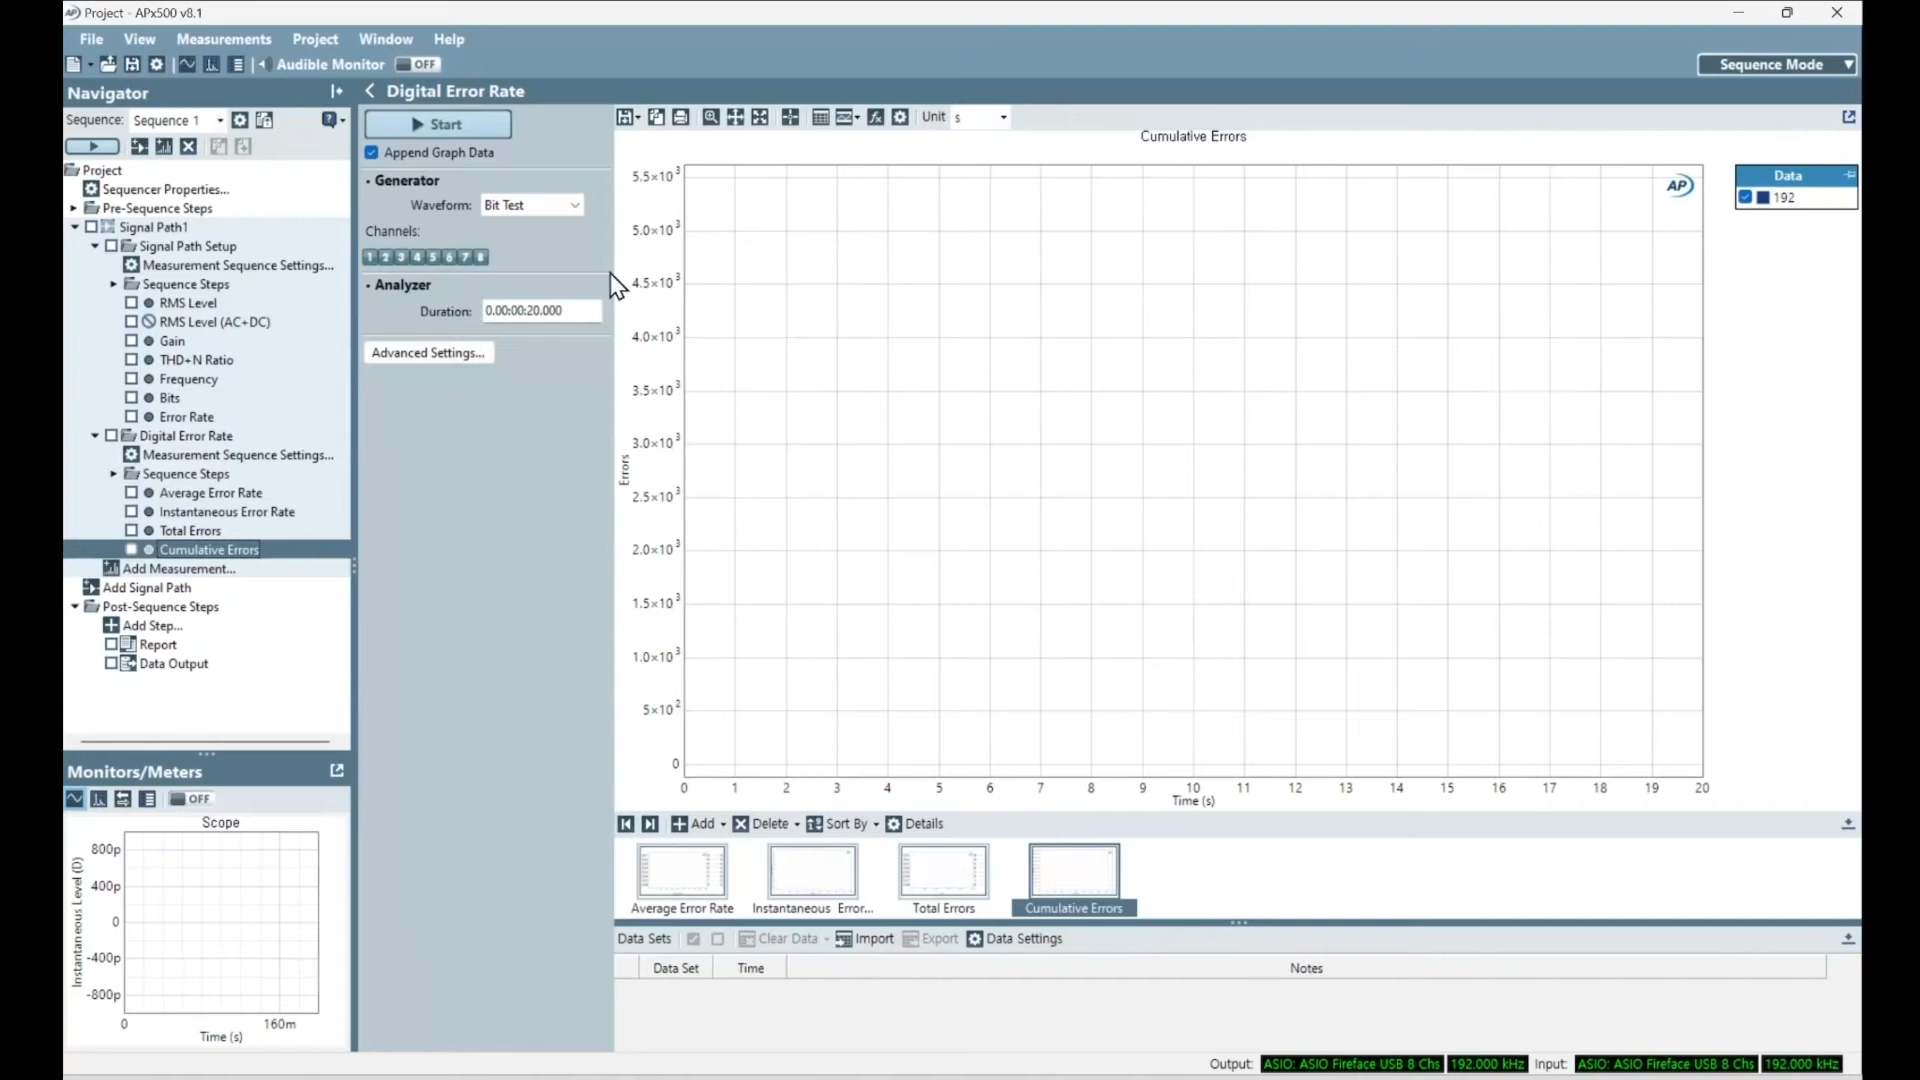 Project - APx500 v8.1
File View Measurements Project Window Help
Audible Monitor OFF
Sequence Mode
Navigator
Sequence: Sequence 1
Project
Sequencer Properties...
Pre-Sequence Steps
Signal Path1
Signal Path Setup
Measurement Sequence Settings...
Sequence Steps
RMS Level
RMS Level (AC+DC)
Gain
THD+N Ratio
Frequency
Bits
Error Rate
Digital Error Rate
Measurement Sequence Settings...
Sequence Steps
Average Error Rate
Instantaneous Error Rate
Total Errors
Cumulative Errors
Add Measurement...
Add Signal Path
Post-Sequence Steps
Add Step...
Report
Data Output
Monitors/Meters
OFF
Scope
Instantaneous Level (D)
800p
400p
0
-400p
-800p
0 160m
Time (s)
Digital Error Rate
Start
Append Graph Data
Generator
Waveform: Bit Test
Channels:
1 2 3 4 5 6 7 8
Analyzer
Duration: 0.00:00:20.000
Advanced Settings...
Unit s
Cumulative Errors
AP
Errors
5.5×10³
5.0×10³
4.5×10³
4.0×10³
3.5×10³
3.0×10³
2.5×10³
2.0×10³
1.5×10³
1.0×10³
5×10²
0
0 1 2 3 4 5 6 7 8 9 10 11 12 13 14 15 16 17 18 19 20
Time (s)
Data
192
Add Delete Sort By Details
Average Error Rate Instantaneous Error... Total Errors Cumulative Errors
Data Sets Clear Data Import Export Data Settings
Data Set Time Notes
Output: ASIO: ASIO Fireface USB 8 Chs 192.000 kHz Input: ASIO: ASIO Fireface USB 8 Chs 192.000 kHz